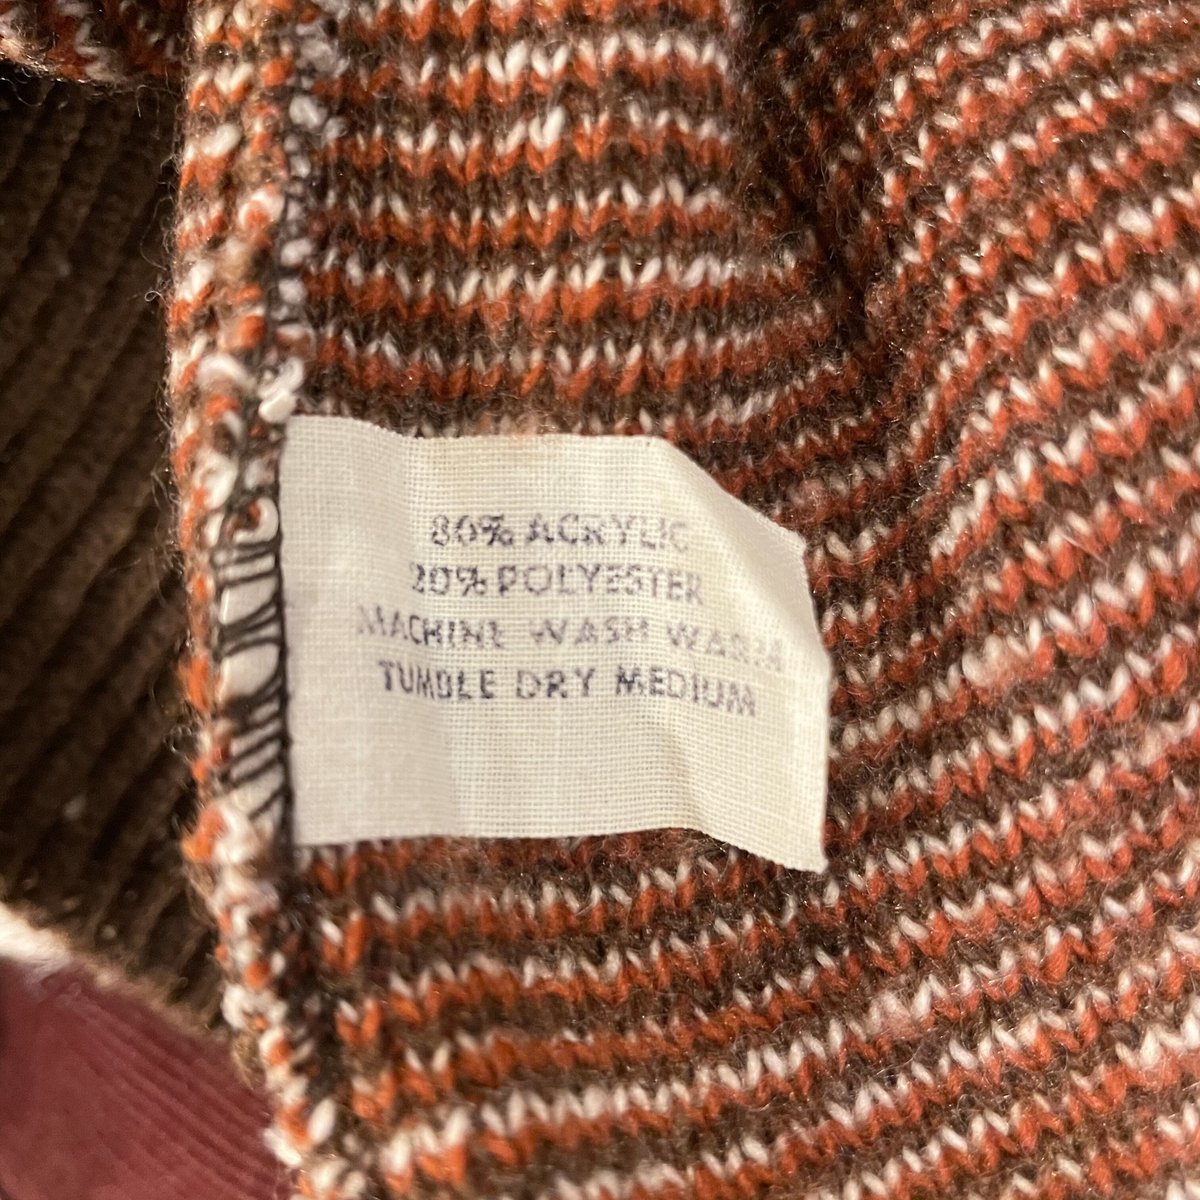 80% ACRYLIC
20% POLYESTER
MACHINE WASH WARM
TUMBLE DRY MEDIUM